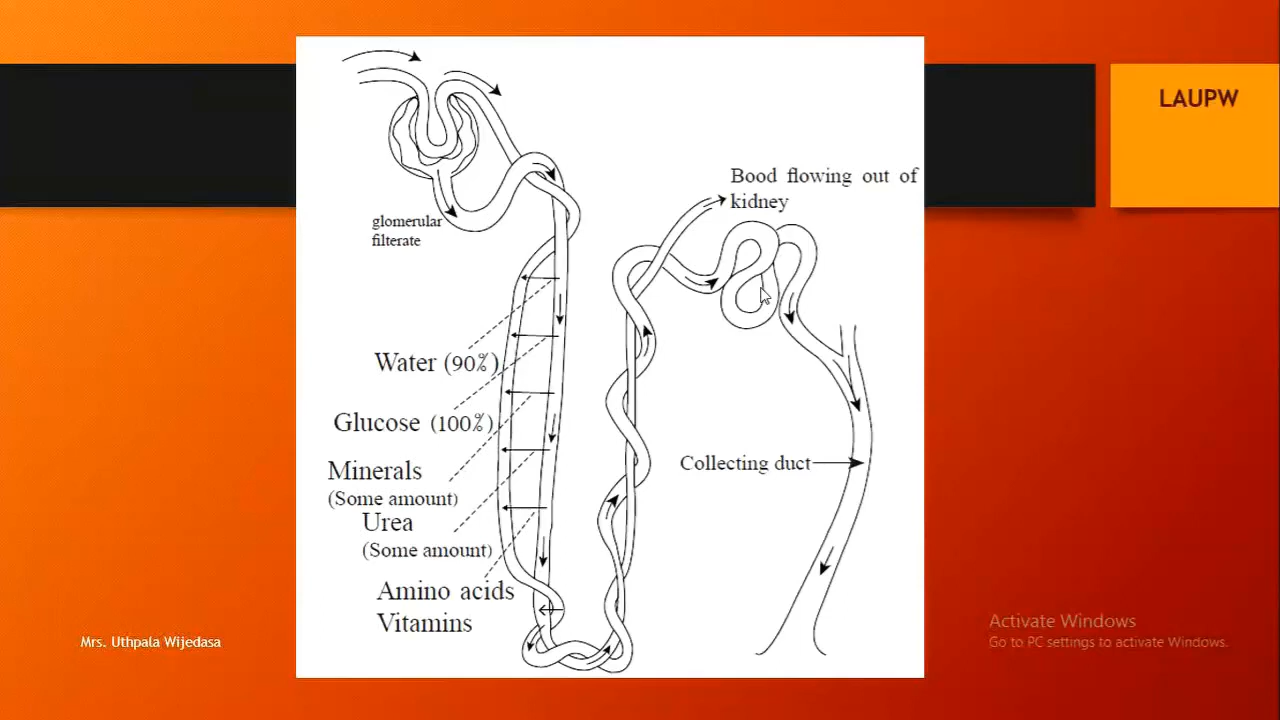 LAUPW
Bood flowing out of
kidney
glomerular
filterate
Water (90%)
Glucose (100%)
Minerals
(Some amount)
Urea
(Some amount)
Amino acids
Vitamins
Collecting duct
Mrs. Uthpala Wijedasa
Activate Windows
Go to PC settings to activate Windows.